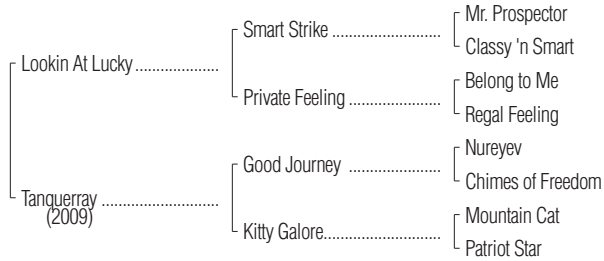 Mr. Prospector
Smart Strike ..................
Classy 'n Smart
Lookin At Lucky....................
Belong to Me
Private Feeling .....................
Regal Feeling
Nureyev
Good Journey .....................
Chimes of Freedom
Tanquerray ............................
(2009)
Mountain Cat
Kitty Galore...........................
Patriot Star